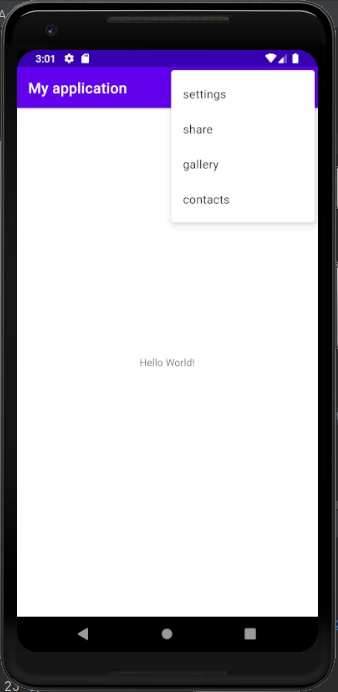 3:01
My application
settings
share
gallery
contacts
Hello World!